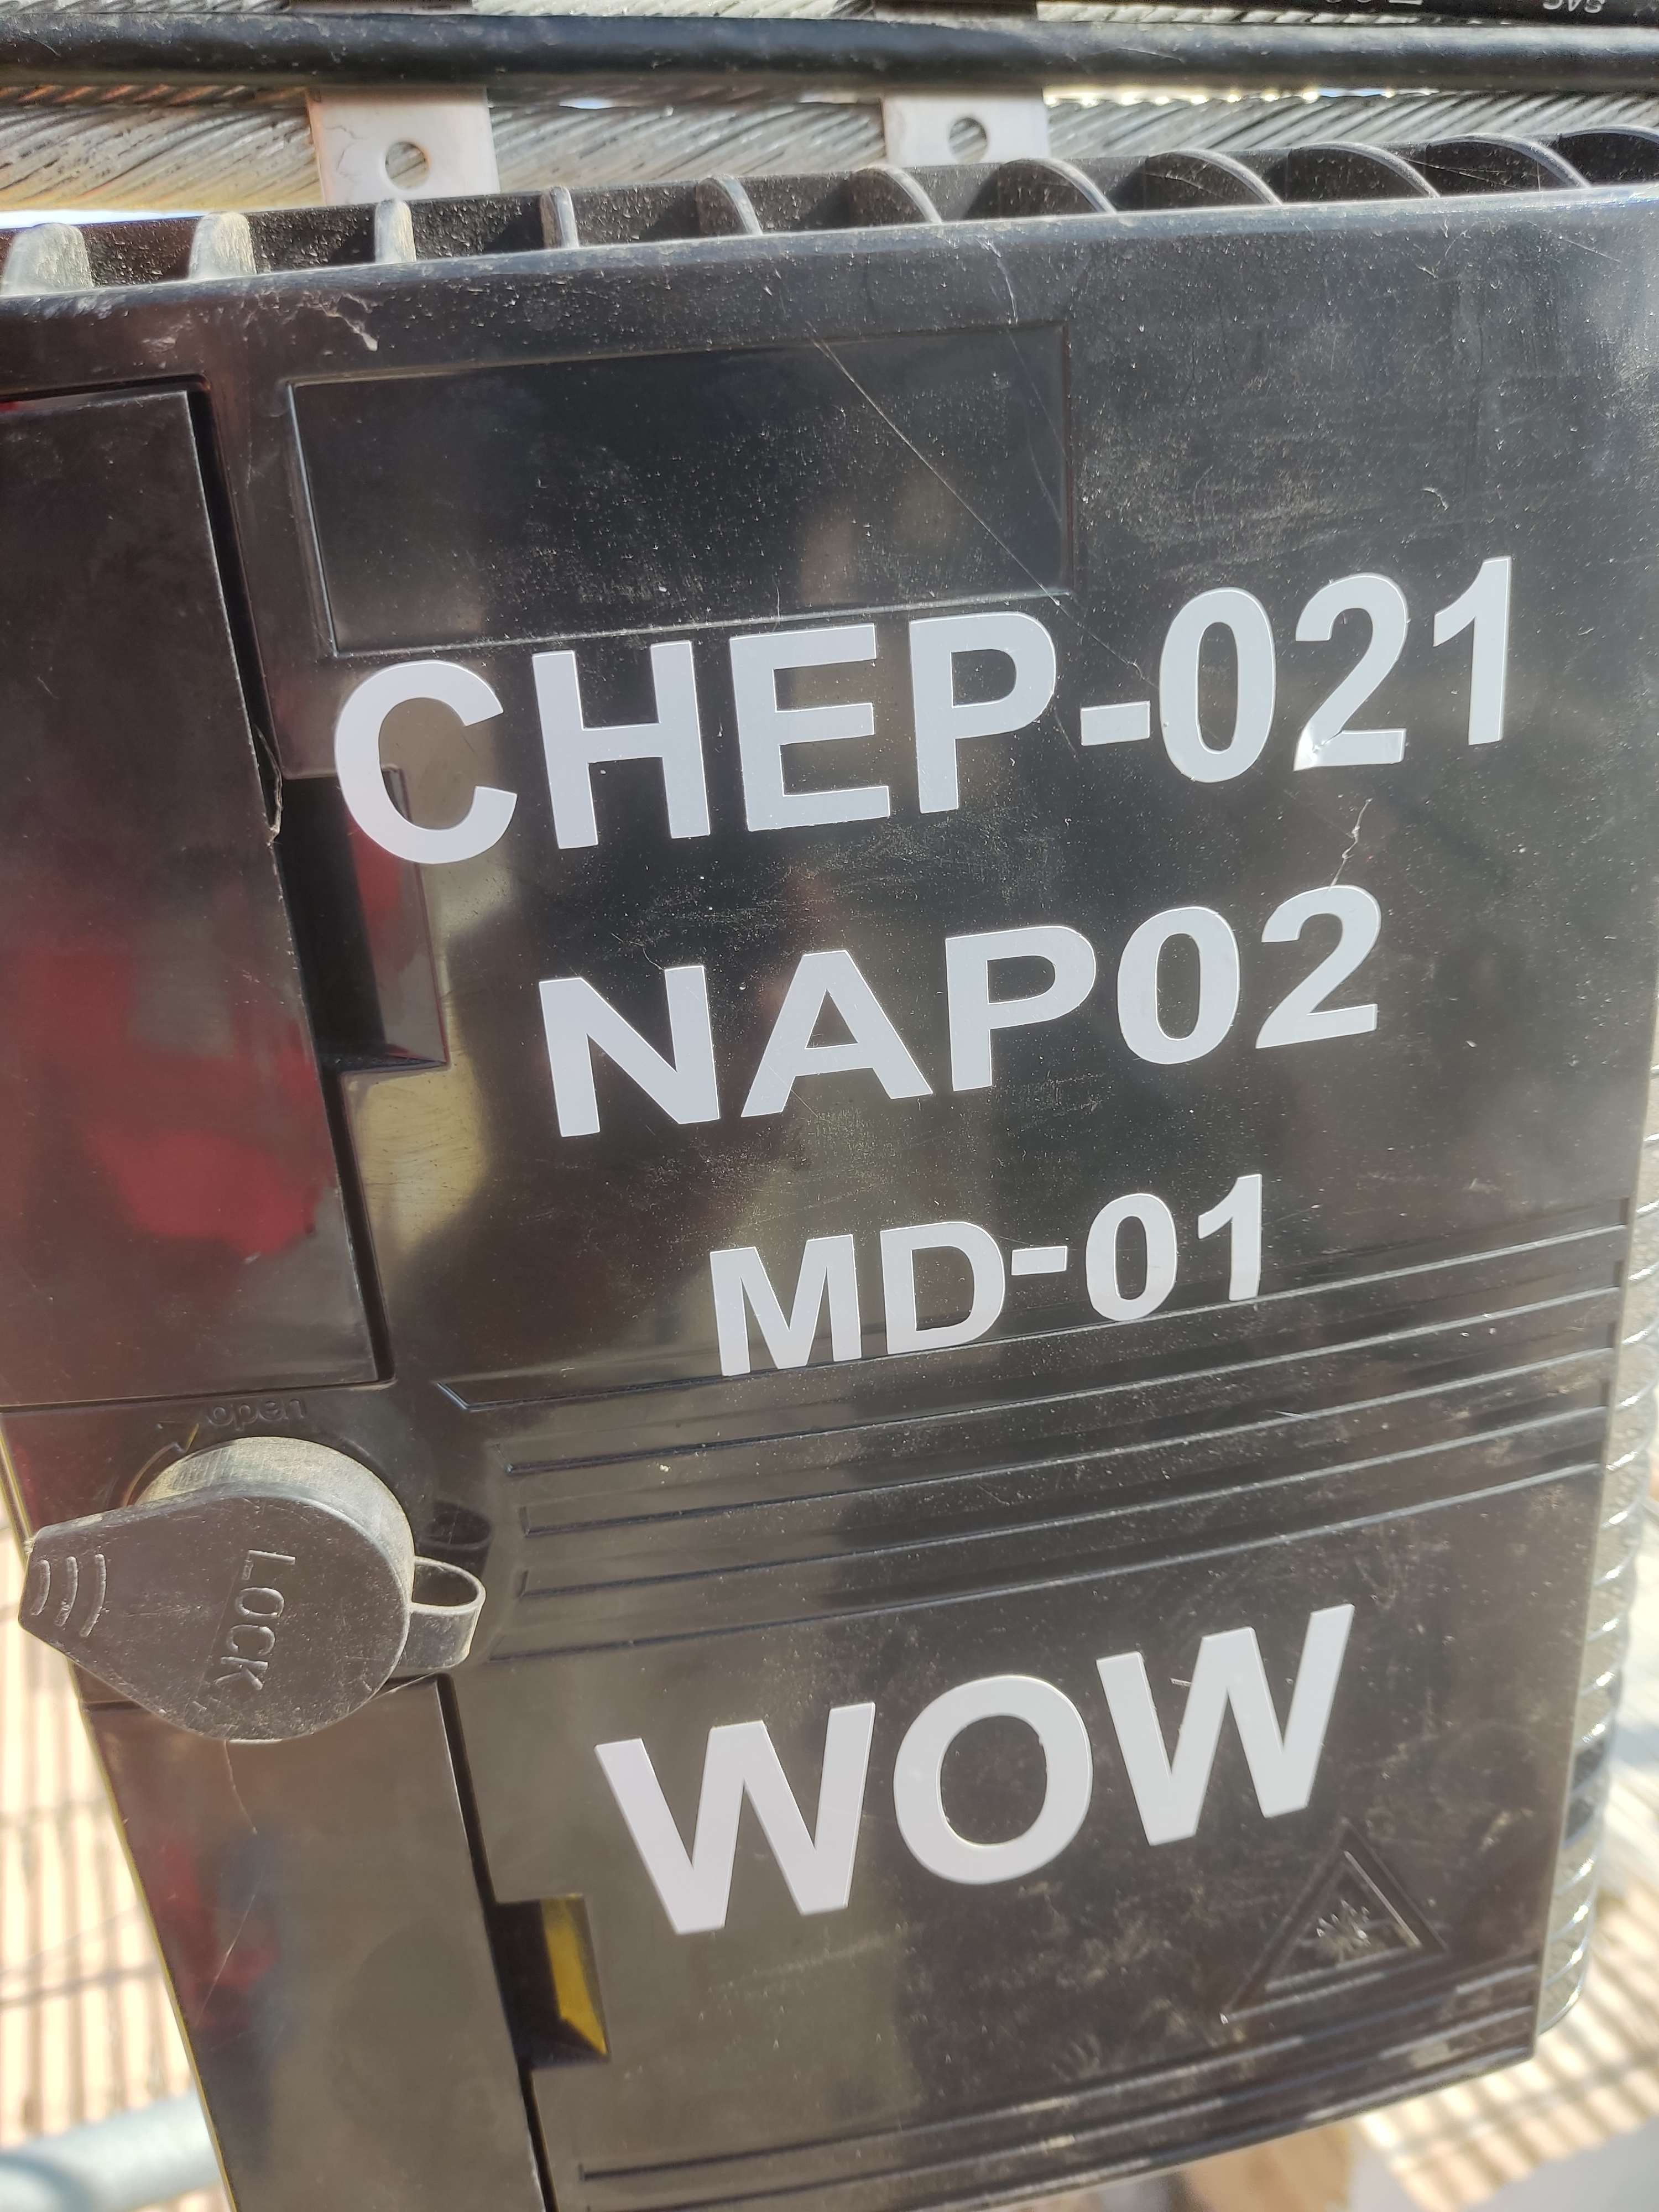 CHEP-021
NAP02
MD-01
open
LOCK
WOW